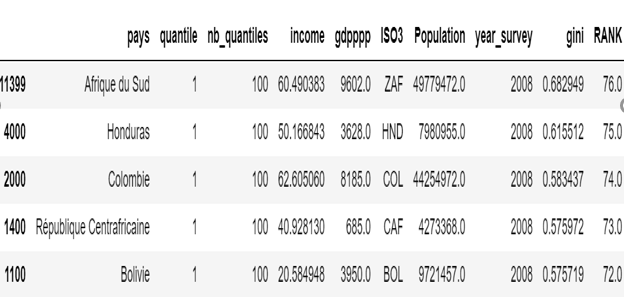 pays quantile nb_quantiles income gdpppp ISO3 Population year_survey gini RANK
11399 Afrique du Sud 1 100 60.490383 9602.0 ZAF 49779472.0 2008 0.682949 76.0
4000 Honduras 1 100 50.166843 3628.0 HND 7980955.0 2008 0.615512 75.0
2000 Colombie 1 100 62.605060 8185.0 COL 44254972.0 2008 0.583437 74.0
1400 République Centrafricaine 1 100 40.928130 685.0 CAF 4273368.0 2008 0.575972 73.0
1100 Bolivie 1 100 20.584948 3950.0 BOL 9721457.0 2008 0.575719 72.0